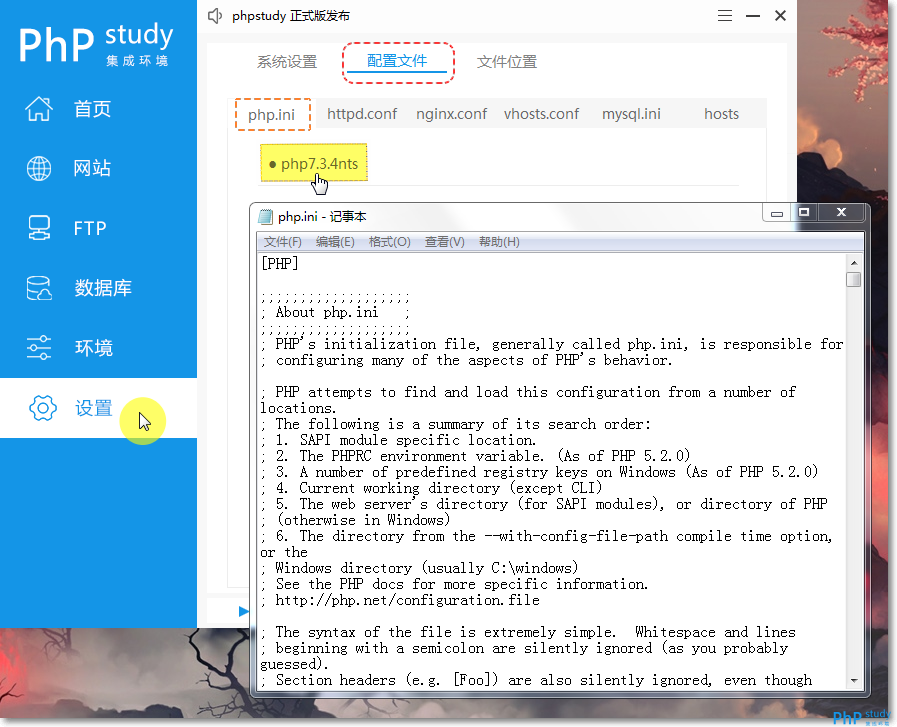 PhP study
集成环境
phpstudy 正式版发布
首页
网站
FTP
数据库
环境
设置
系统设置 配置文件 文件位置
php.ini httpd.conf nginx.conf vhosts.conf mysql.ini hosts
● php7.3.4nts
php.ini - 记事本
文件(F) 编辑(E) 格式(O) 查看(V) 帮助(H)
[PHP]
;;;;;;;;;;;;;;;;;;;
; About php.ini   ;
;;;;;;;;;;;;;;;;;;;
; PHP's initialization file, generally called php.ini, is responsible for
; configuring many of the aspects of PHP's behavior.
; PHP attempts to find and load this configuration from a number of
locations.
; The following is a summary of its search order:
; 1. SAPI module specific location.
; 2. The PHPRC environment variable. (As of PHP 5.2.0)
; 3. A number of predefined registry keys on Windows (As of PHP 5.2.0)
; 4. Current working directory (except CLI)
; 5. The web server's directory (for SAPI modules), or directory of PHP
; (otherwise in Windows)
; 6. The directory from the --with-config-file-path compile time option,
or the
; Windows directory (usually C:\windows)
; See the PHP docs for more specific information.
; http://php.net/configuration.file
; The syntax of the file is extremely simple.  Whitespace and lines
; beginning with a semicolon are silently ignored (as you probably
guessed).
; Section headers (e.g. [Foo]) are also silently ignored, even though
PhP study